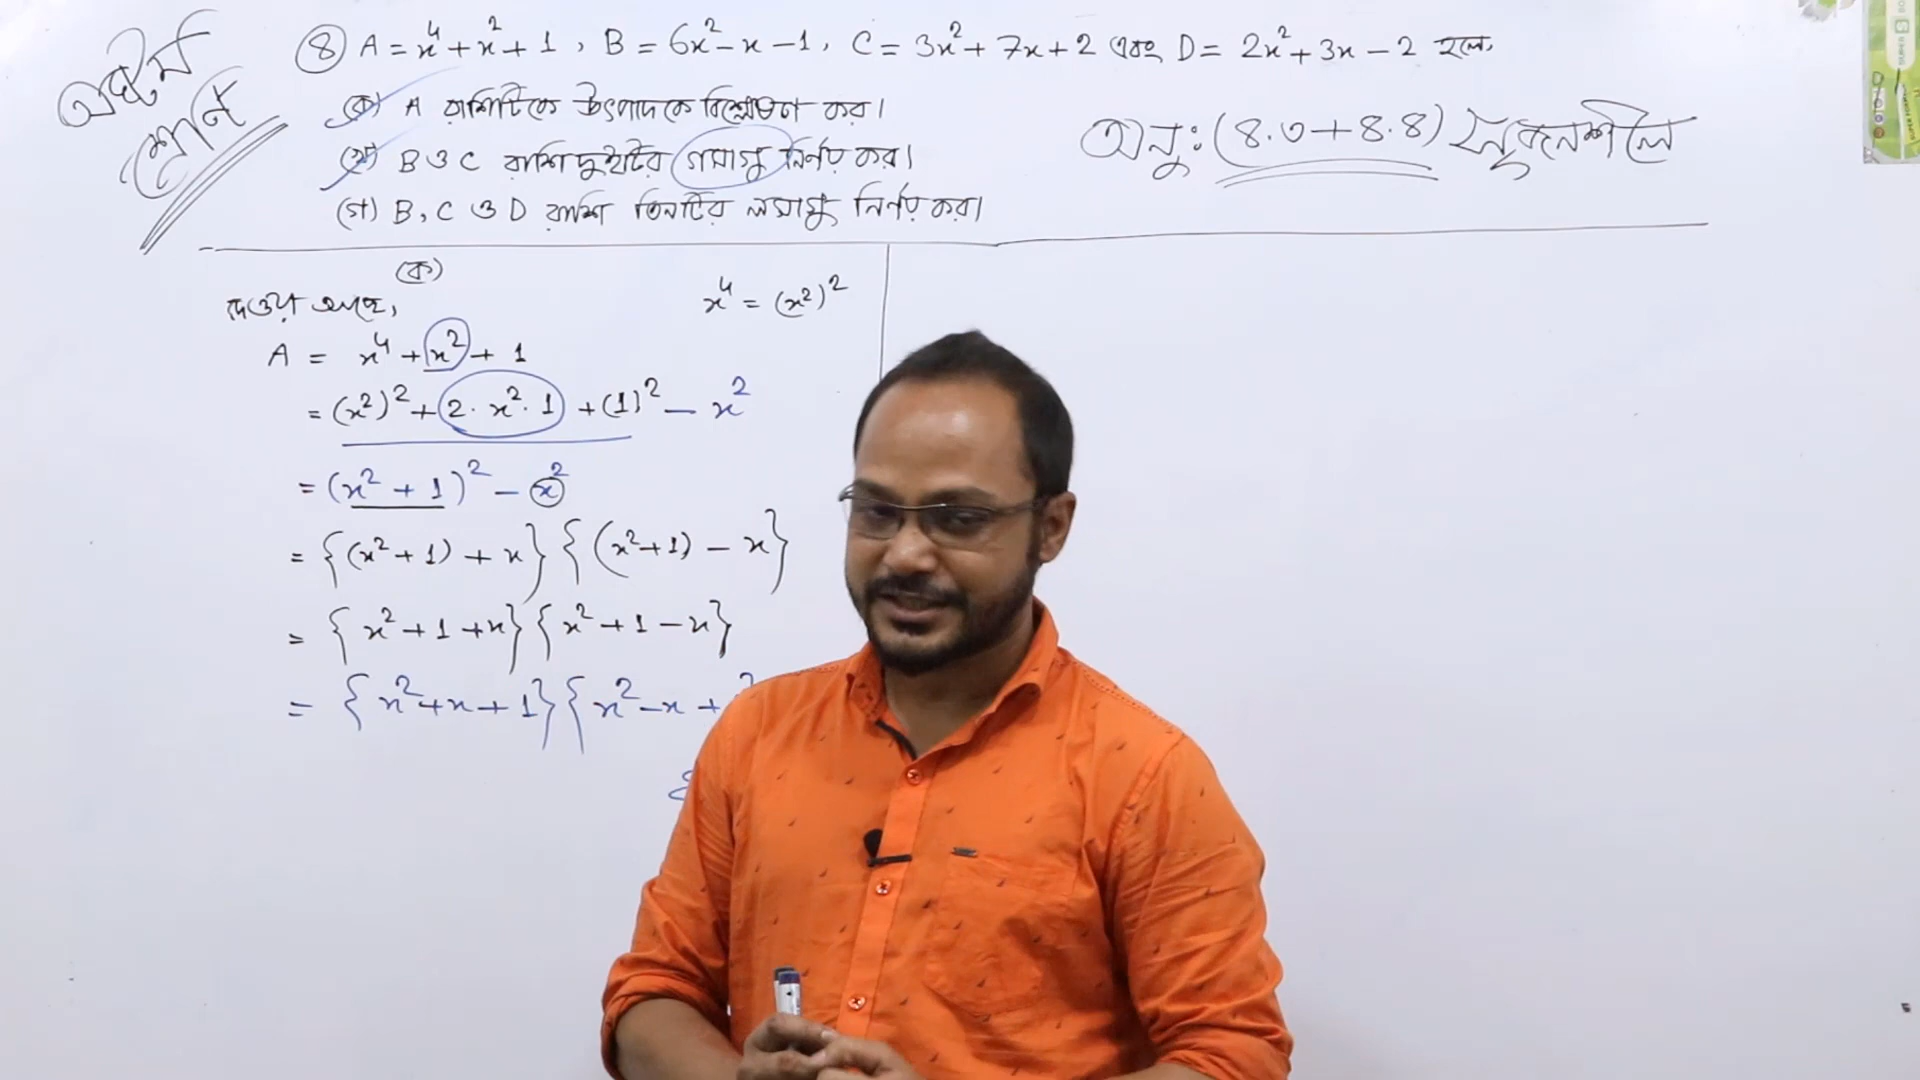 অষ্টম
শ্রেণি
৪ A = x⁴ + x² + 1 , B = 6x² - x - 1 , C = 3x² + 7x + 2 এবং D = 2x² + 3x - 2 হলে,
(ক) A রাশিটিকে উৎপাদকে বিশ্লেষণ কর।
(খ) B ও C রাশি দুইটির গসাগু নির্ণয় কর।
(গ) B, C ও D রাশি তিনটির লসাগু নির্ণয় কর।
অনু: (৪.৩+৪.৪) সৃজনশীল
(ক)
দেওয়া আছে,
x⁴ = (x²)²
A = x⁴ + x² + 1
= (x²)² + 2 · x² · 1 + (1)² - x²
= (x² + 1)² - x²
= {(x² + 1) + x} {(x² + 1) - x}
= {x² + 1 + x} {x² + 1 - x}
= {x² + x + 1} {x² - x +